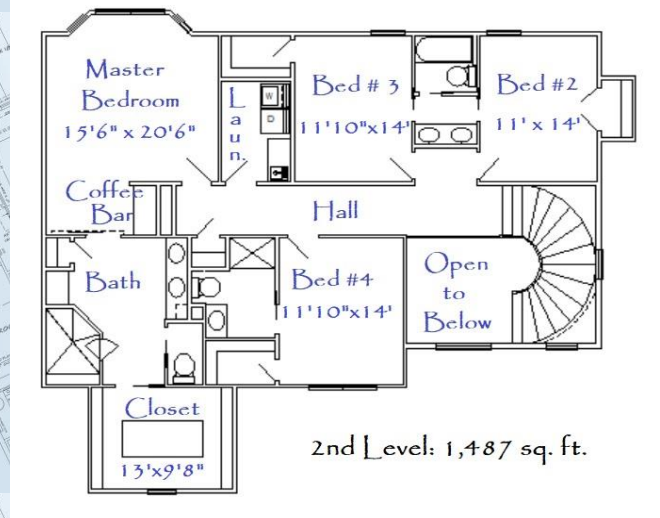 Master
Bedroom
15'6" x 20'6"
Laun.
W
D
Bed # 3
11'10"x14'
Bed #2
11' x 14'
Coffee
Bar
Hall
Bath
Bed #4
11'10"x14'
Open
to
Below
Closet
13'x9'8"
2nd Level: 1,487 sq. ft.